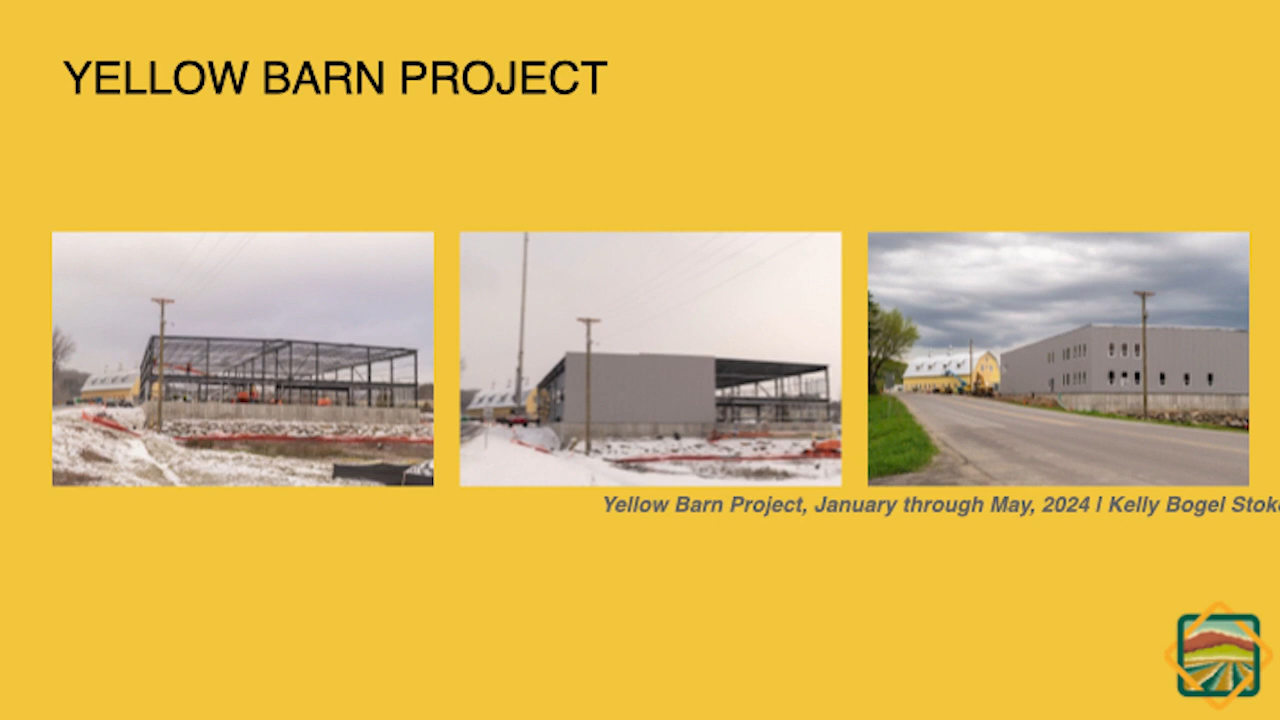 YELLOW BARN PROJECT
Yellow Barn Project, January through May, 2024 | Kelly Bogel